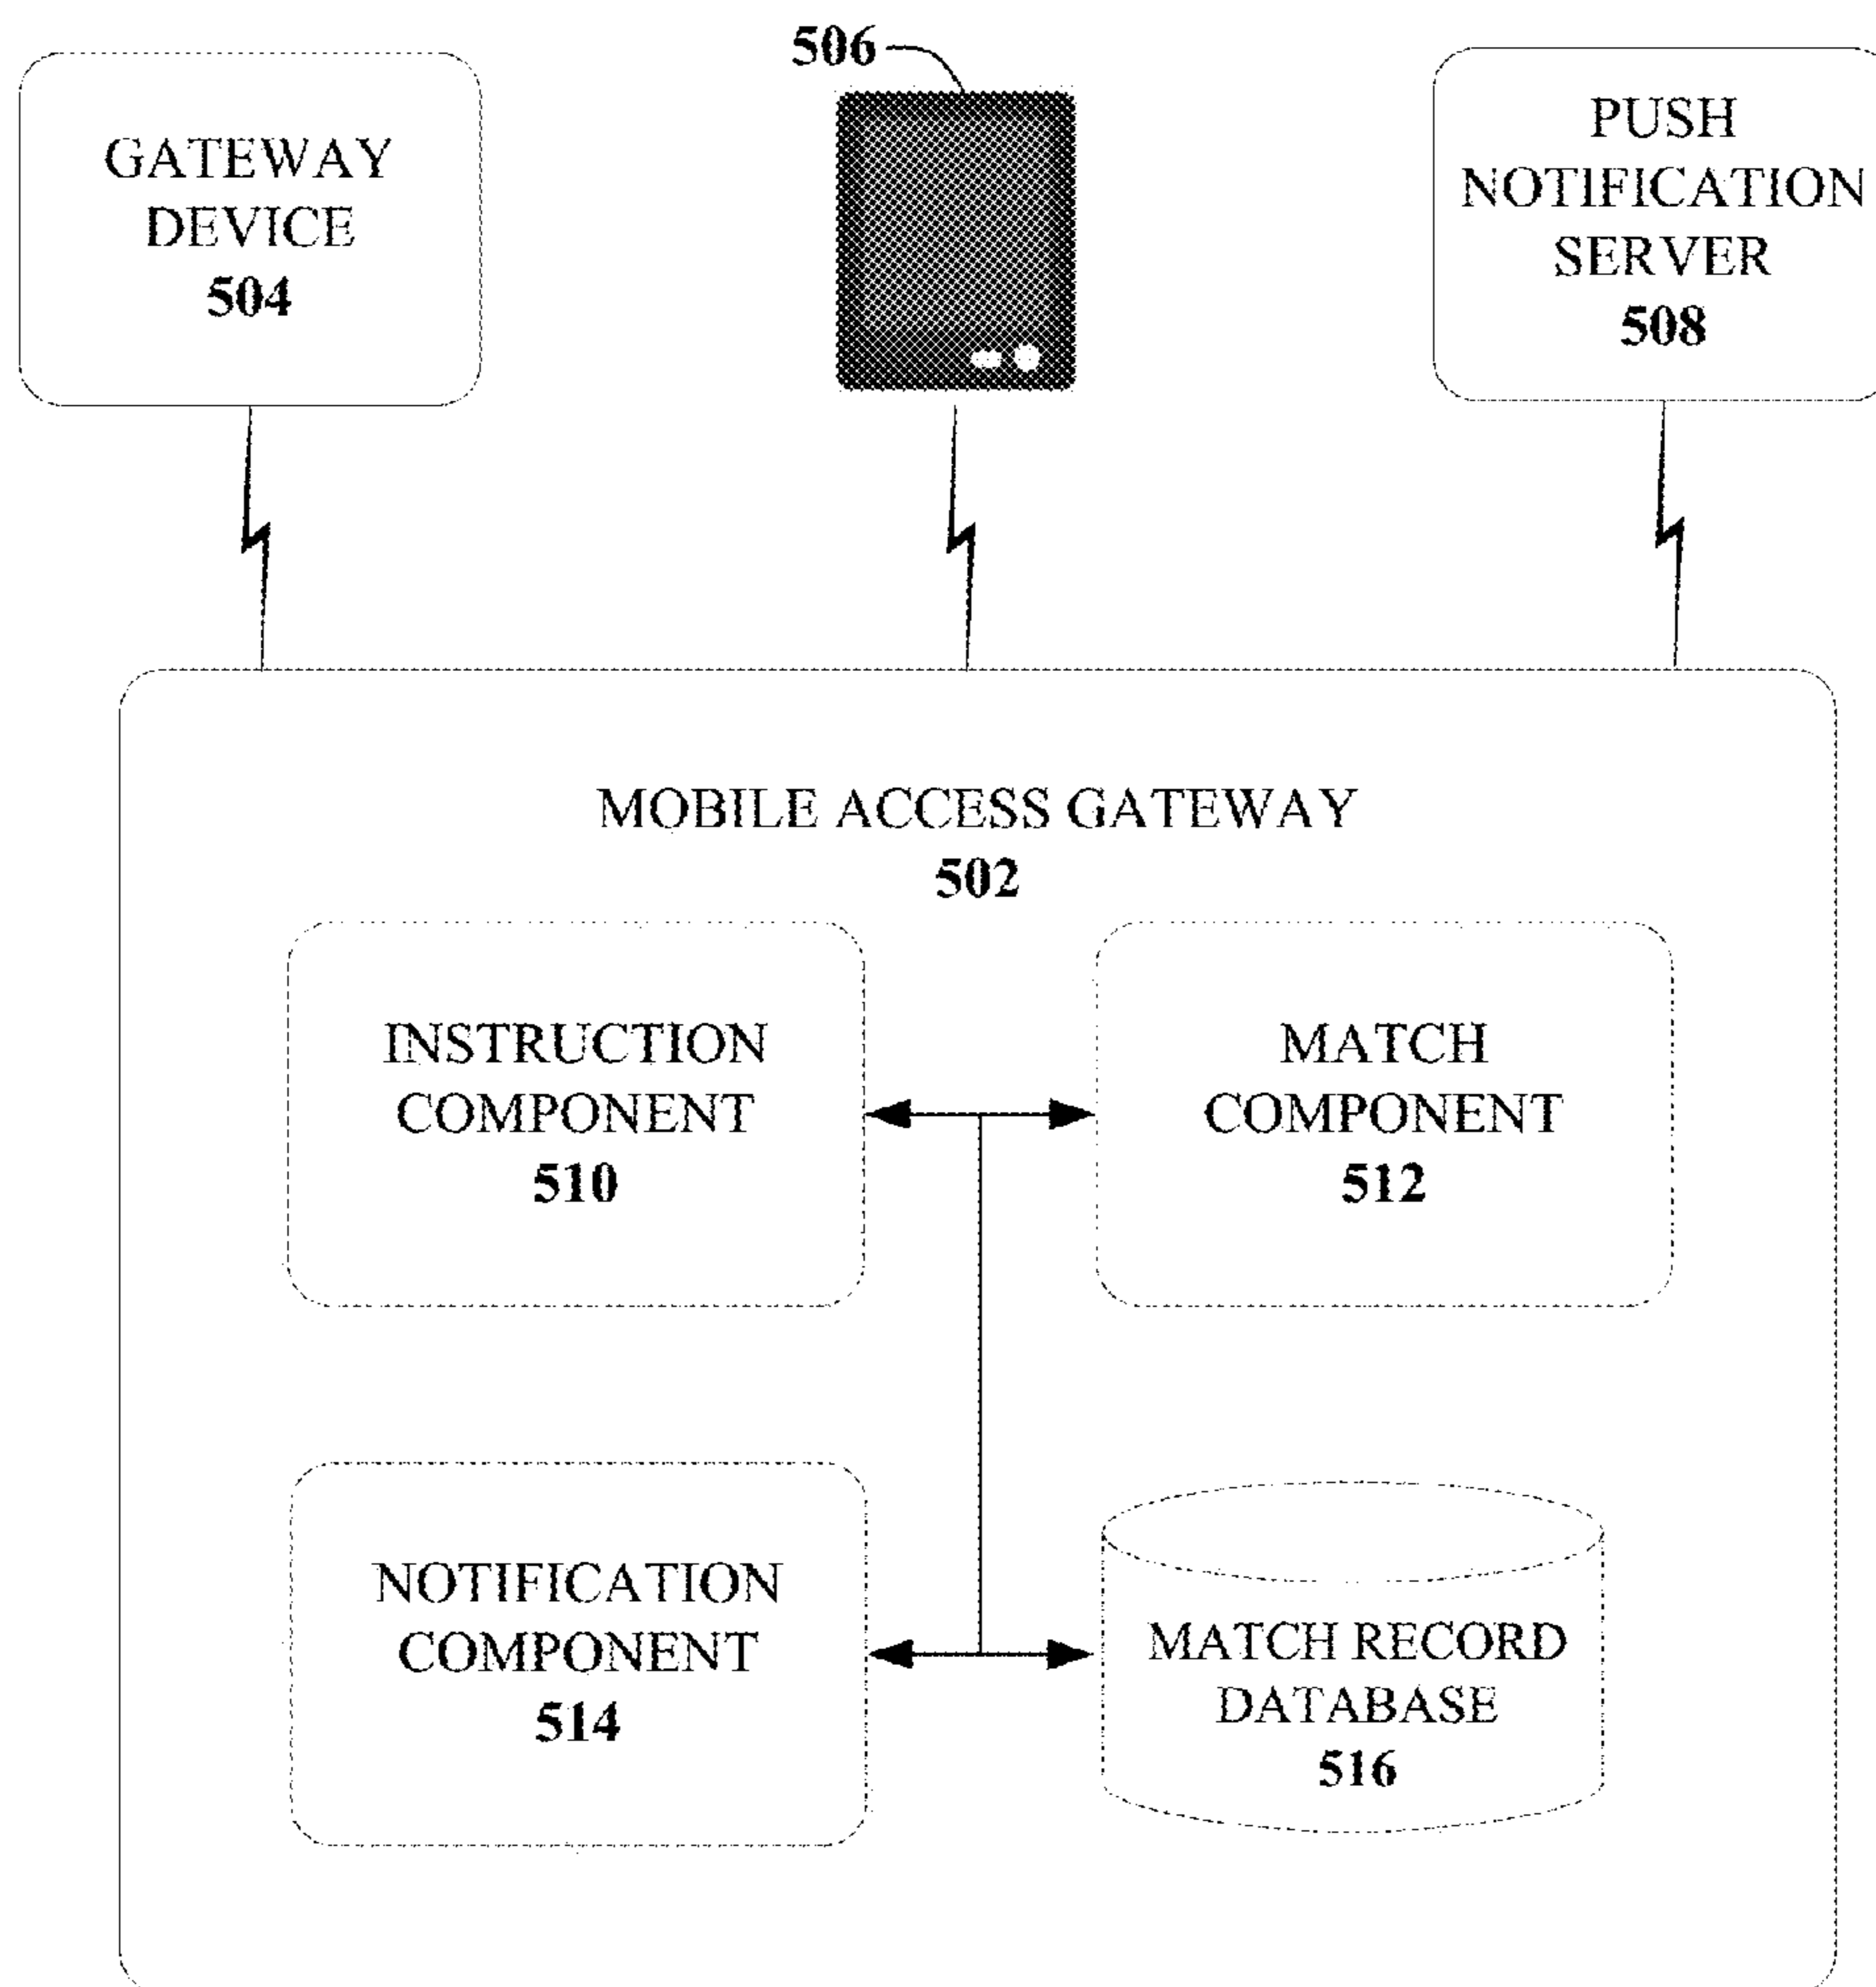 506
GATEWAY
DEVICE
504
PUSH
NOTIFICATION
SERVER
508
MOBILE ACCESS GATEWAY
502
INSTRUCTION
COMPONENT
510
MATCH
COMPONENT
512
NOTIFICATION
COMPONENT
514
MATCH RECORD
DATABASE
516